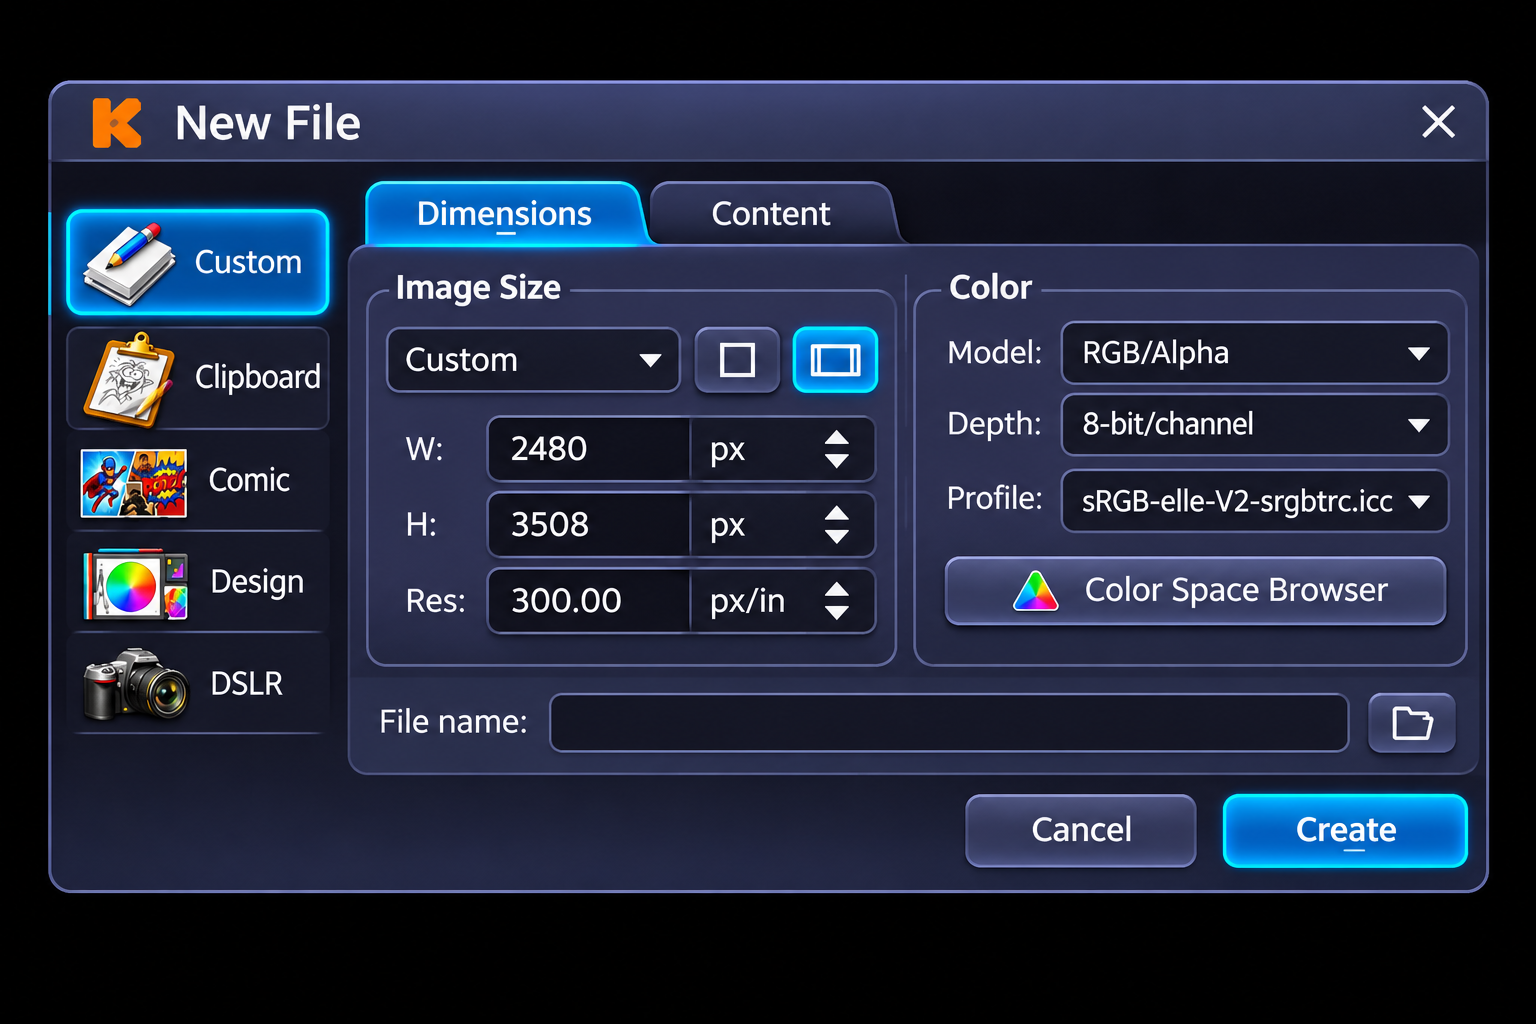 K New File
Dimensions Content
Custom
Clipboard
Comic
Design
DSLR
Image Size
Custom
W: 2480 px
H: 3508 px
Res: 300.00 px/in
Color
Model: RGB/Alpha
Depth: 8-bit/channel
Profile: sRGB-elle-V2-srgbtrc.icc
Color Space Browser
File name:
Cancel Create